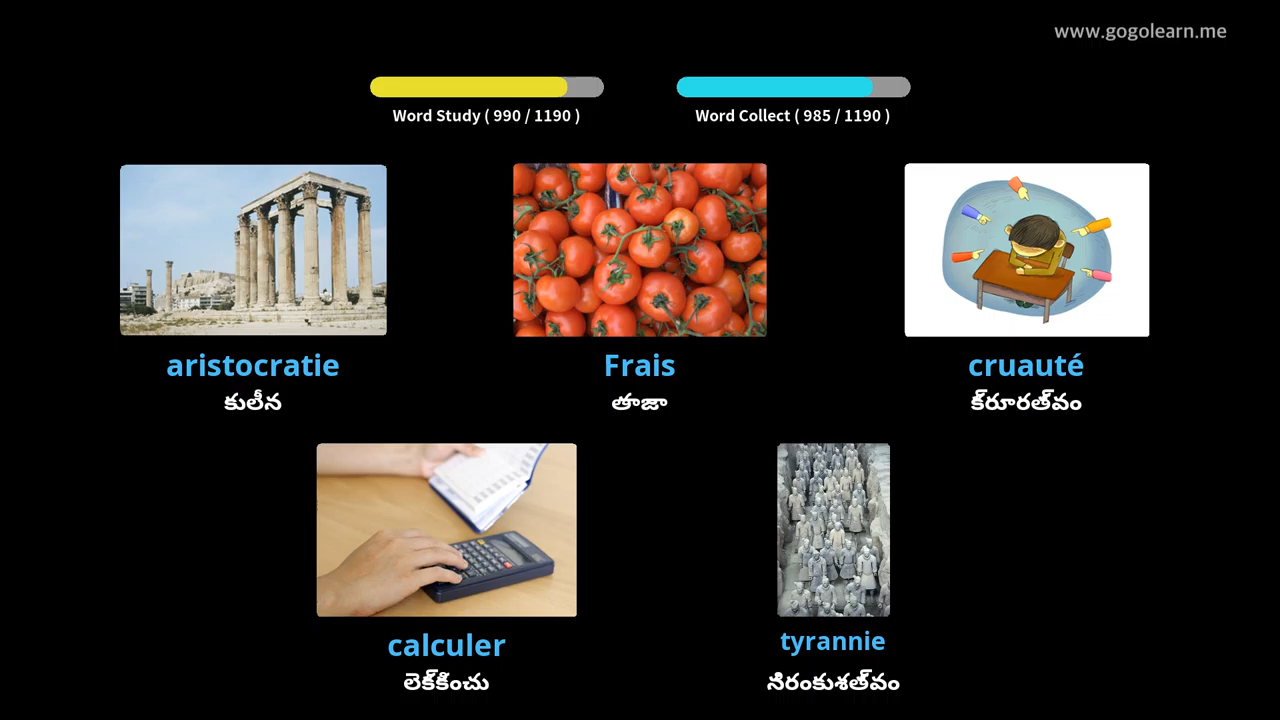 www.gogolearn.me
Word Study ( 990 / 1190 )
Word Collect ( 985 / 1190 )
aristocratie
కులీన
Frais
తాజా
cruauté
క్రూరత్వం
calculer
లెక్కించు
tyrannie
నిరంకుశత్వం